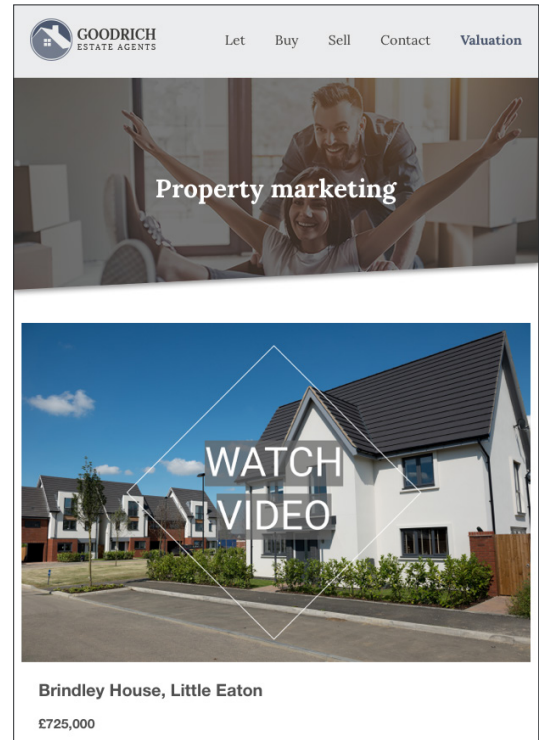 GOODRICH
ESTATE AGENTS
Let Buy Sell Contact Valuation
Property marketing
WATCH
VIDEO
Brindley House, Little Eaton
£725,000